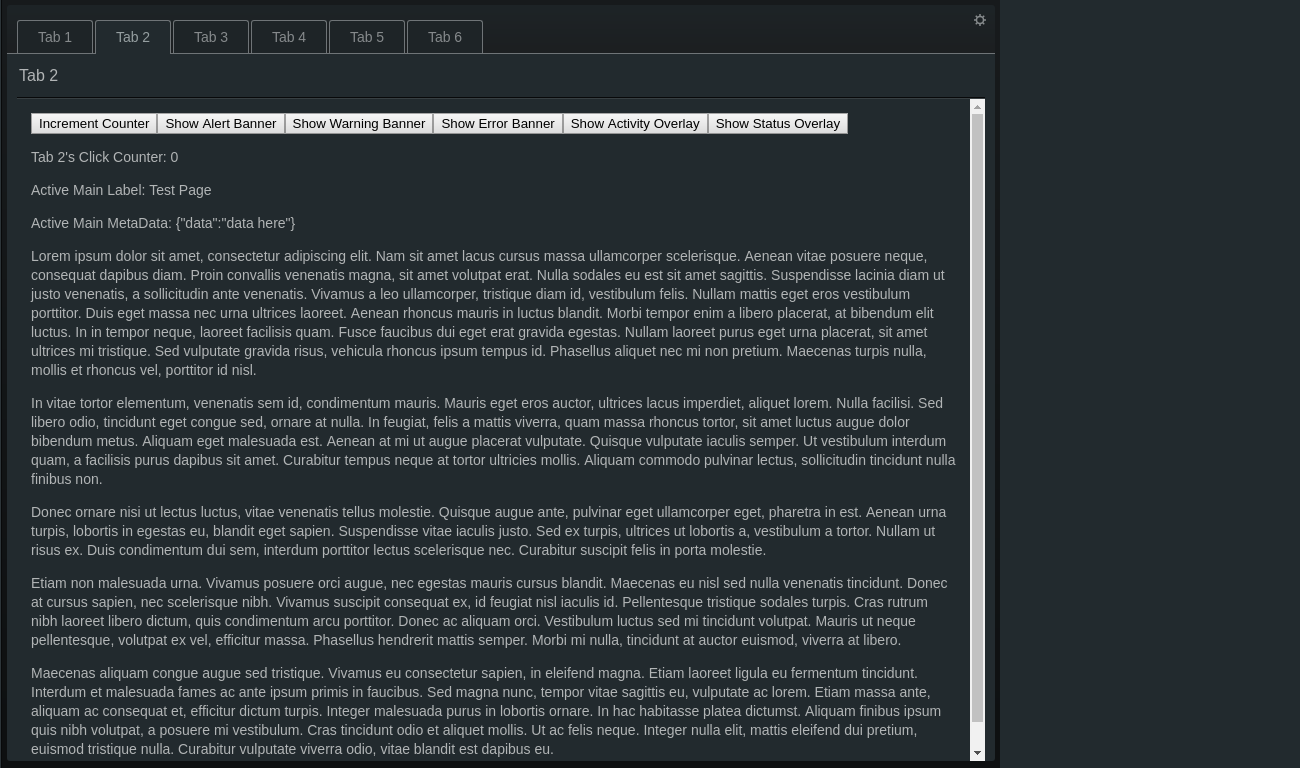 Tab 1 Tab 2 Tab 3 Tab 4 Tab 5 Tab 6
Tab 2
Increment Counter Show Alert Banner Show Warning Banner Show Error Banner Show Activity Overlay Show Status Overlay
Tab 2's Click Counter: 0
Active Main Label: Test Page
Active Main MetaData: {"data":"data here"}
Lorem ipsum dolor sit amet, consectetur adipiscing elit. Nam sit amet lacus cursus massa ullamcorper scelerisque. Aenean vitae posuere neque,
consequat dapibus diam. Proin convallis venenatis magna, sit amet volutpat erat. Nulla sodales eu est sit amet sagittis. Suspendisse lacinia diam ut
justo venenatis, a sollicitudin ante venenatis. Vivamus a leo ullamcorper, tristique diam id, vestibulum felis. Nullam mattis eget eros vestibulum
porttitor. Duis eget massa nec urna ultrices laoreet. Aenean rhoncus mauris in luctus blandit. Morbi tempor enim a libero placerat, at bibendum elit
luctus. In in tempor neque, laoreet facilisis quam. Fusce faucibus dui eget erat gravida egestas. Nullam laoreet purus eget urna placerat, sit amet
ultrices mi tristique. Sed vulputate gravida risus, vehicula rhoncus ipsum tempus id. Phasellus aliquet nec mi non pretium. Maecenas turpis nulla,
mollis et rhoncus vel, porttitor id nisl.
In vitae tortor elementum, venenatis sem id, condimentum mauris. Mauris eget eros auctor, ultrices lacus imperdiet, aliquet lorem. Nulla facilisi. Sed
libero odio, tincidunt eget congue sed, ornare at nulla. In feugiat, felis a mattis viverra, quam massa rhoncus tortor, sit amet luctus augue dolor
bibendum metus. Aliquam eget malesuada est. Aenean at mi ut augue placerat vulputate. Quisque vulputate iaculis semper. Ut vestibulum interdum
quam, a facilisis purus dapibus sit amet. Curabitur tempus neque at tortor ultricies mollis. Aliquam commodo pulvinar lectus, sollicitudin tincidunt nulla
finibus non.
Donec ornare nisi ut lectus luctus, vitae venenatis tellus molestie. Quisque augue ante, pulvinar eget ullamcorper eget, pharetra in est. Aenean urna
turpis, lobortis in egestas eu, blandit eget sapien. Suspendisse vitae iaculis justo. Sed ex turpis, ultrices ut lobortis a, vestibulum a tortor. Nullam ut
risus ex. Duis condimentum dui sem, interdum porttitor lectus scelerisque nec. Curabitur suscipit felis in porta molestie.
Etiam non malesuada urna. Vivamus posuere orci augue, nec egestas mauris cursus blandit. Maecenas eu nisl sed nulla venenatis tincidunt. Donec
at cursus sapien, nec scelerisque nibh. Vivamus suscipit consequat ex, id feugiat nisl iaculis id. Pellentesque tristique sodales turpis. Cras rutrum
nibh laoreet libero dictum, quis condimentum arcu porttitor. Donec ac aliquam orci. Vestibulum luctus sed mi tincidunt volutpat. Mauris ut neque
pellentesque, volutpat ex vel, efficitur massa. Phasellus hendrerit mattis semper. Morbi mi nulla, tincidunt at auctor euismod, viverra at libero.
Maecenas aliquam congue augue sed tristique. Vivamus eu consectetur sapien, in eleifend magna. Etiam laoreet ligula eu fermentum tincidunt.
Interdum et malesuada fames ac ante ipsum primis in faucibus. Sed magna nunc, tempor vitae sagittis eu, vulputate ac lorem. Etiam massa ante,
aliquam ac consequat et, efficitur dictum turpis. Integer malesuada purus in lobortis ornare. In hac habitasse platea dictumst. Aliquam finibus ipsum
quis nibh volutpat, a posuere mi vestibulum. Cras tincidunt odio et aliquet mollis. Ut ac felis neque. Integer nulla elit, mattis eleifend dui pretium,
euismod tristique nulla. Curabitur vulputate viverra odio, vitae blandit est dapibus eu.